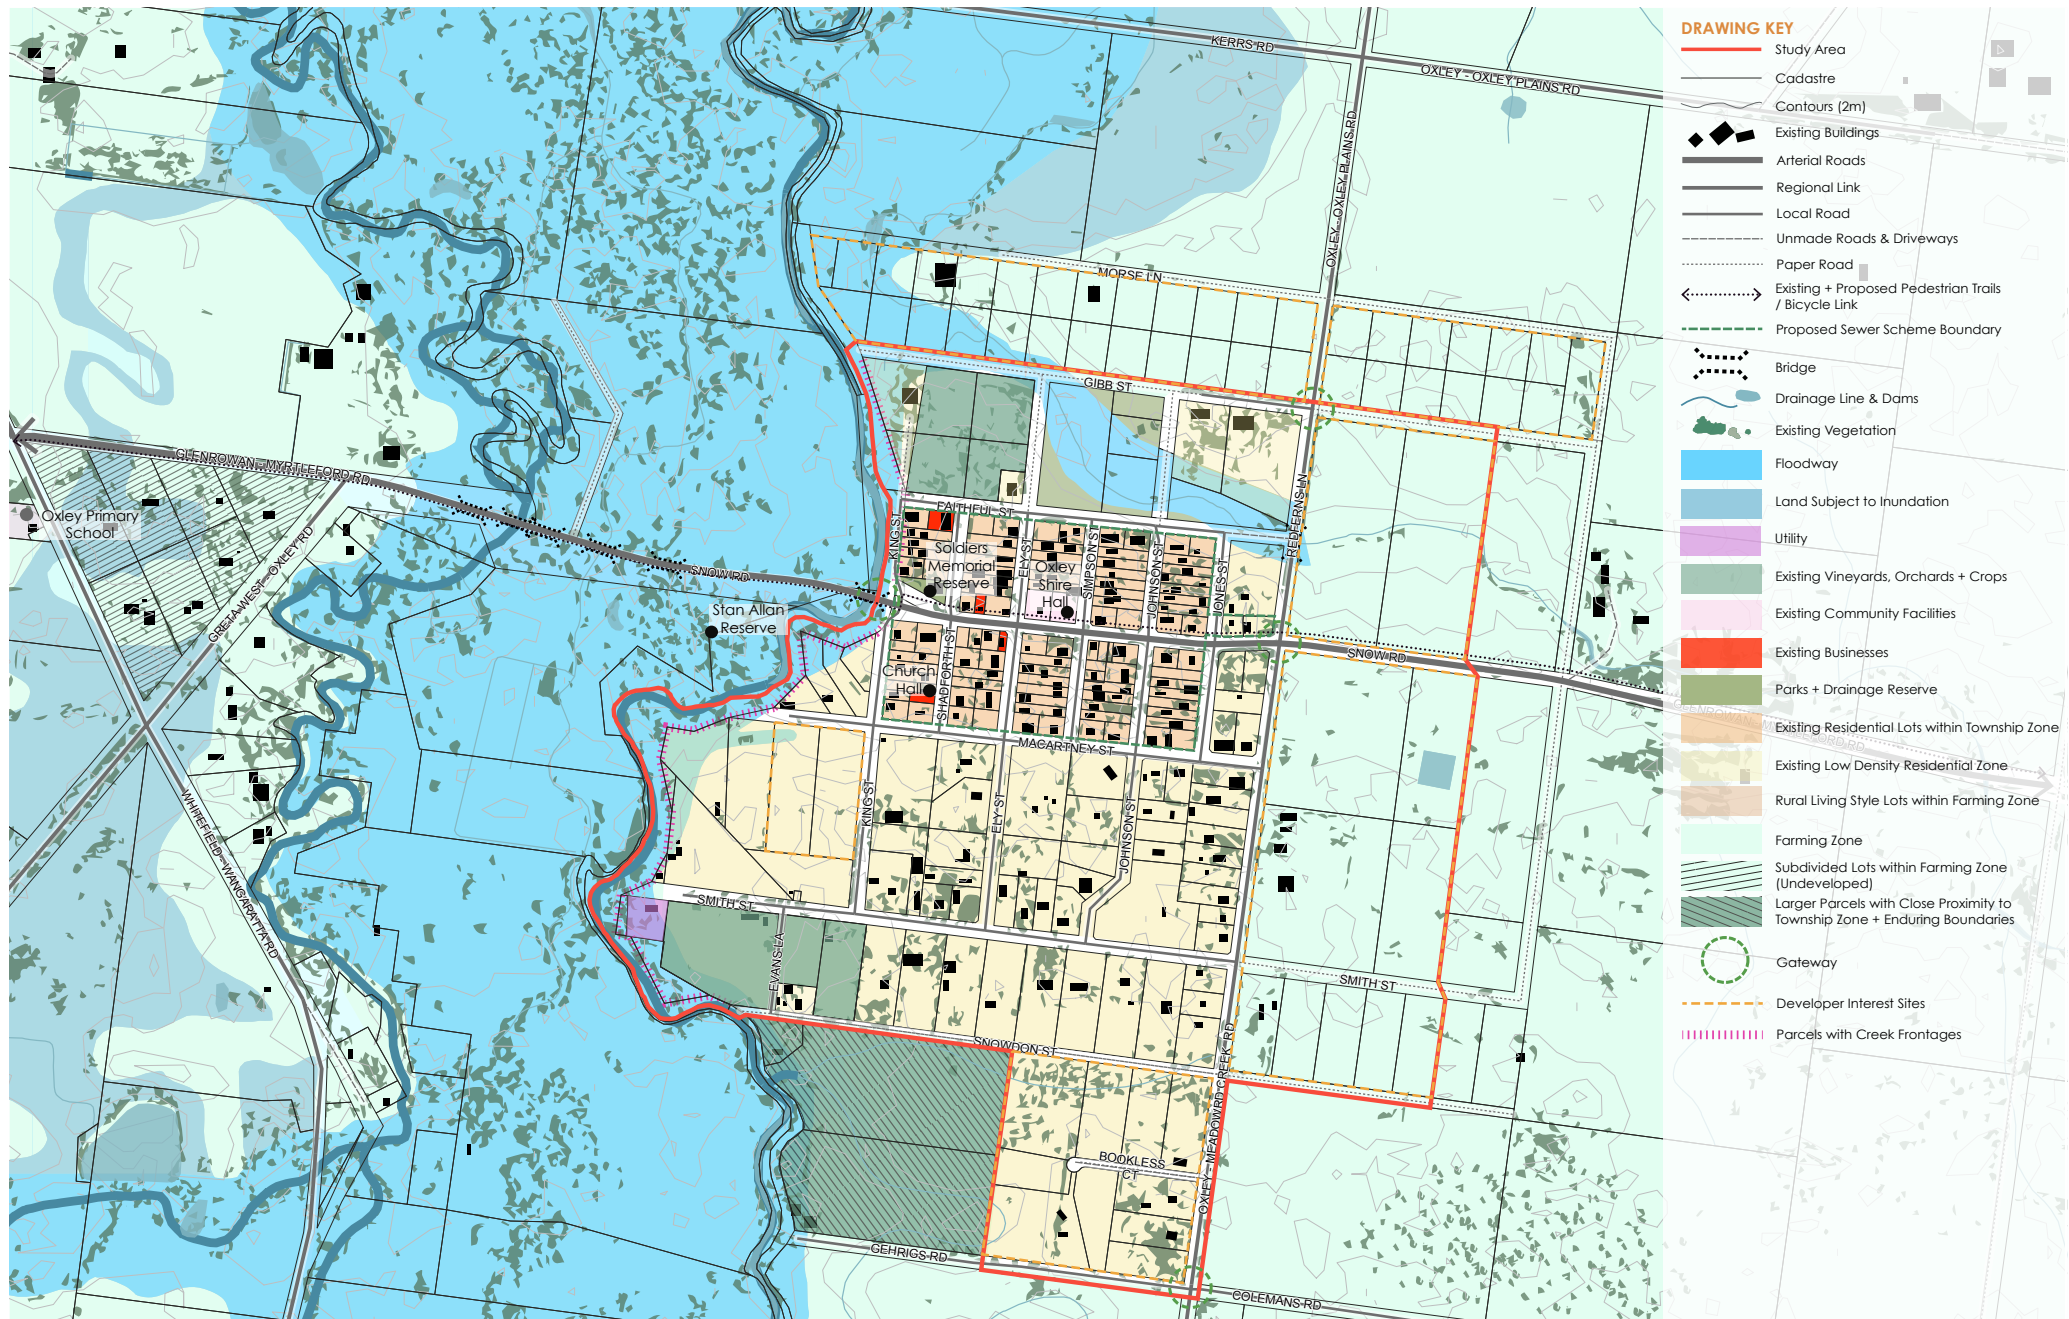 DRAWING KEY
Study Area
Cadastre
Contours (2m)
Existing Buildings
Arterial Roads
Regional Link
Local Road
Unmade Roads & Driveways
Paper Road
Existing + Proposed Pedestrian Trails
/ Bicycle Link
Proposed Sewer Scheme Boundary
Bridge
Drainage Line & Dams
Existing Vegetation
Floodway
Land Subject to Inundation
Utility
Existing Vineyards, Orchards + Crops
Existing Community Facilities
Existing Businesses
Parks + Drainage Reserve
Existing Residential Lots within Township Zone
Existing Low Density Residential Zone
Rural Living Style Lots within Farming Zone
Farming Zone
Subdivided Lots within Farming Zone
(Undeveloped)
Larger Parcels with Close Proximity to
Township Zone + Enduring Boundaries
Gateway
Developer Interest Sites
Parcels with Creek Frontages
KERRS RD
OXLEY - OXLEY PLAINS RD
OXLEY - OXLEY PLAINS RD
MORSE LN
GIBB ST
GLENROWAN - MYRTLEFORD RD
Oxley Primary
School
GRETA WEST - OXLEY RD
SNOW RD
FAITHFUL ST
KING ST
Soldiers
Memorial
Reserve
ELY ST
Oxley
Shire
Hall
SIMPSON ST
JOHNSON ST
JONES ST
REDFERNS LN
Stan Allan
Reserve
Church
Hall
SHADFORTH ST
SNOW RD
MACARTNEY ST
KING ST
ELY ST
JOHNSON ST
WHITFIELD - WANGARATTA RD
SMITH ST
EVANS LA
SMITH ST
SNOWDON ST
OXLEY - MEADOW CREEK RD
BOOKLESS
CT
GEHRIGS RD
COLEMANS RD